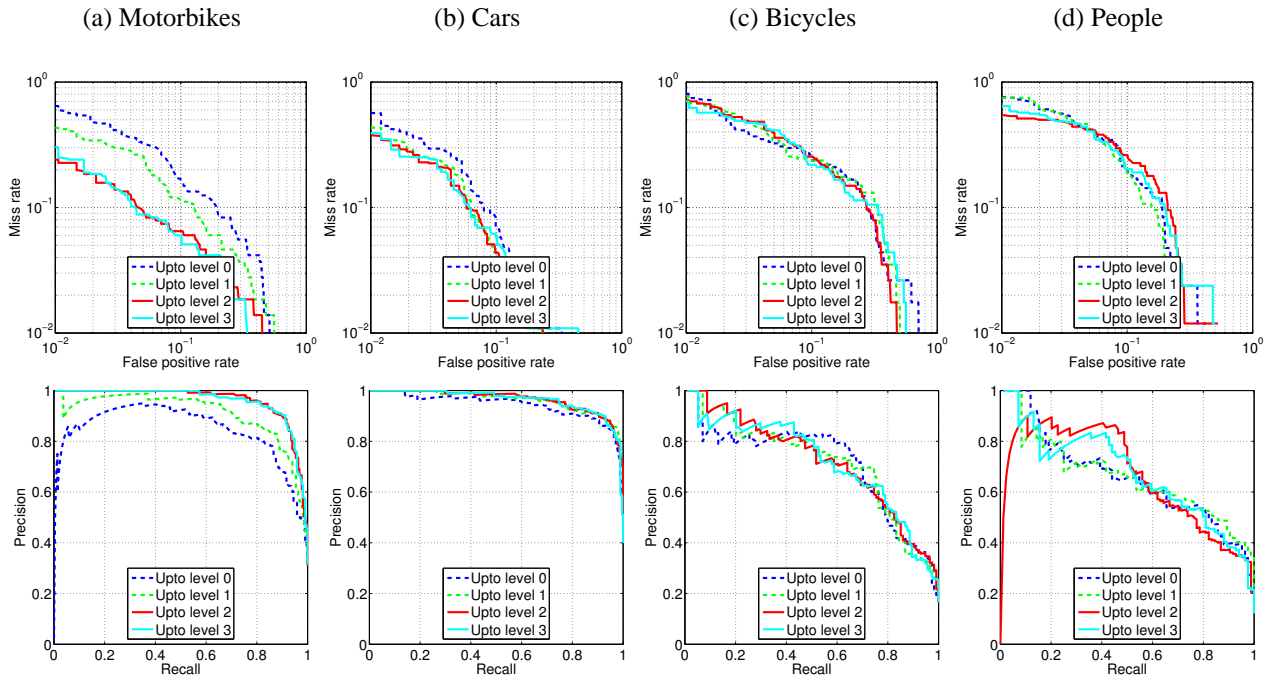 (a) Motorbikes
(b) Cars
(c) Bicycles
(d) People
10^0
10^-1
10^-2
Miss rate
10^-2
10^-1
10^0
False positive rate
Upto level 0
Upto level 1
Upto level 2
Upto level 3
10^0
10^-1
10^-2
Miss rate
10^-2
10^-1
10^0
False positive rate
Upto level 0
Upto level 1
Upto level 2
Upto level 3
10^0
10^-1
10^-2
Miss rate
10^-2
10^-1
10^0
False positive rate
Upto level 0
Upto level 1
Upto level 2
Upto level 3
10^0
10^-1
10^-2
Miss rate
10^-2
10^-1
10^0
False positive rate
Upto level 0
Upto level 1
Upto level 2
Upto level 3
1
0.8
0.6
0.4
0.2
0
Precision
0 0.2 0.4 0.6 0.8 1
Recall
Upto level 0
Upto level 1
Upto level 2
Upto level 3
1
0.8
0.6
0.4
0.2
0
Precision
0 0.2 0.4 0.6 0.8 1
Recall
Upto level 0
Upto level 1
Upto level 2
Upto level 3
1
0.8
0.6
0.4
0.2
0
Precision
0 0.2 0.4 0.6 0.8 1
Recall
Upto level 0
Upto level 1
Upto level 2
Upto level 3
1
0.8
0.6
0.4
0.2
0
Precision
0 0.2 0.4 0.6 0.8 1
Recall
Upto level 0
Upto level 1
Upto level 2
Upto level 3